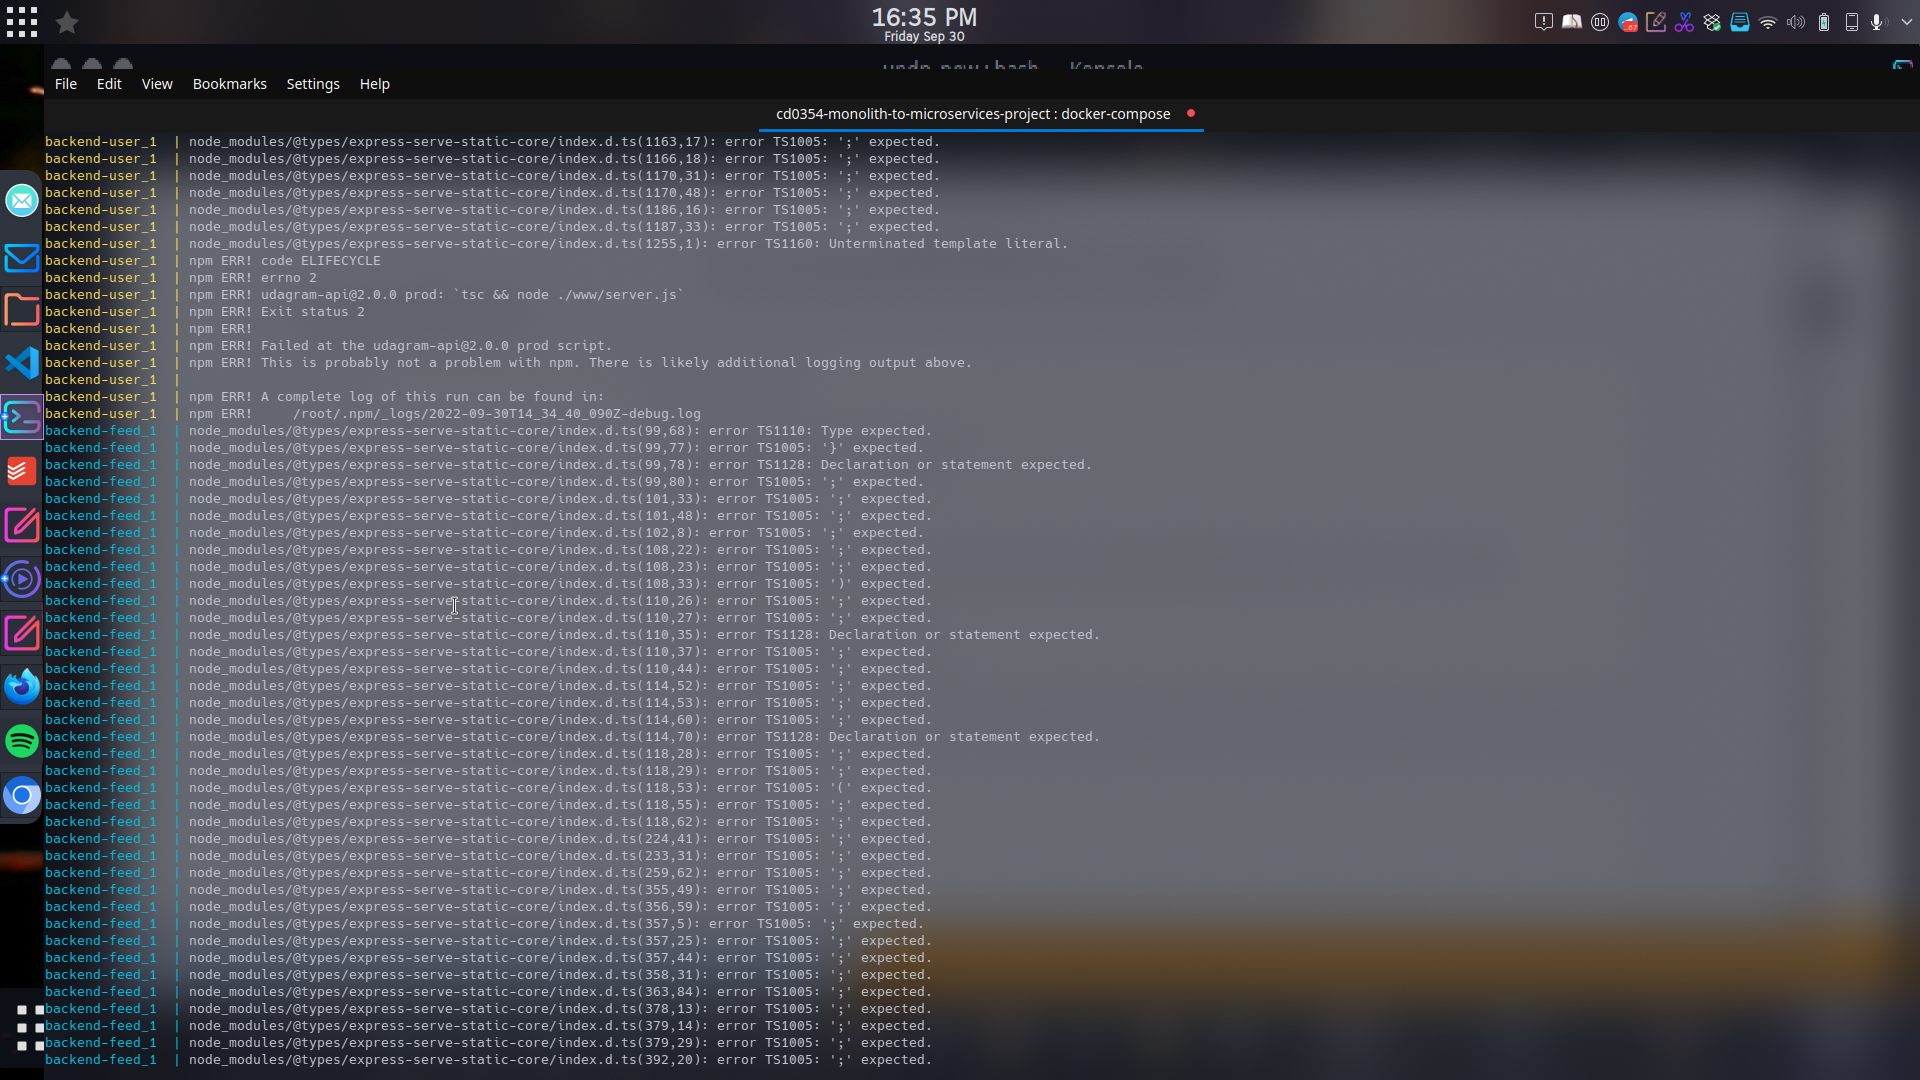 16:35 PM
Friday Sep 30
File Edit View Bookmarks Settings Help
cd0354-monolith-to-microservices-project : docker-compose
backend-user_1 | node_modules/@types/express-serve-static-core/index.d.ts(1163,17): error TS1005: ';' expected.
backend-user_1 | node_modules/@types/express-serve-static-core/index.d.ts(1166,18): error TS1005: ';' expected.
backend-user_1 | node_modules/@types/express-serve-static-core/index.d.ts(1170,31): error TS1005: ';' expected.
backend-user_1 | node_modules/@types/express-serve-static-core/index.d.ts(1170,48): error TS1005: ';' expected.
backend-user_1 | node_modules/@types/express-serve-static-core/index.d.ts(1186,16): error TS1005: ';' expected.
backend-user_1 | node_modules/@types/express-serve-static-core/index.d.ts(1187,33): error TS1005: ';' expected.
backend-user_1 | node_modules/@types/express-serve-static-core/index.d.ts(1255,1): error TS1160: Unterminated template literal.
backend-user_1 | npm ERR! code ELIFECYCLE
backend-user_1 | npm ERR! errno 2
backend-user_1 | npm ERR! udagram-api@2.0.0 prod: `tsc && node ./www/server.js`
backend-user_1 | npm ERR! Exit status 2
backend-user_1 | npm ERR!
backend-user_1 | npm ERR! Failed at the udagram-api@2.0.0 prod script.
backend-user_1 | npm ERR! This is probably not a problem with npm. There is likely additional logging output above.
backend-user_1 |
backend-user_1 | npm ERR! A complete log of this run can be found in:
backend-user_1 | npm ERR!     /root/.npm/_logs/2022-09-30T14_34_40_090Z-debug.log
backend-feed_1 | node_modules/@types/express-serve-static-core/index.d.ts(99,68): error TS1110: Type expected.
backend-feed_1 | node_modules/@types/express-serve-static-core/index.d.ts(99,77): error TS1005: '}' expected.
backend-feed_1 | node_modules/@types/express-serve-static-core/index.d.ts(99,78): error TS1128: Declaration or statement expected.
backend-feed_1 | node_modules/@types/express-serve-static-core/index.d.ts(99,80): error TS1005: ';' expected.
backend-feed_1 | node_modules/@types/express-serve-static-core/index.d.ts(101,33): error TS1005: ';' expected.
backend-feed_1 | node_modules/@types/express-serve-static-core/index.d.ts(101,48): error TS1005: ';' expected.
backend-feed_1 | node_modules/@types/express-serve-static-core/index.d.ts(102,8): error TS1005: ';' expected.
backend-feed_1 | node_modules/@types/express-serve-static-core/index.d.ts(108,22): error TS1005: ';' expected.
backend-feed_1 | node_modules/@types/express-serve-static-core/index.d.ts(108,23): error TS1005: ';' expected.
backend-feed_1 | node_modules/@types/express-serve-static-core/index.d.ts(108,33): error TS1005: ')' expected.
backend-feed_1 | node_modules/@types/express-serve-static-core/index.d.ts(110,26): error TS1005: ';' expected.
backend-feed_1 | node_modules/@types/express-serve-static-core/index.d.ts(110,27): error TS1005: ';' expected.
backend-feed_1 | node_modules/@types/express-serve-static-core/index.d.ts(110,35): error TS1128: Declaration or statement expected.
backend-feed_1 | node_modules/@types/express-serve-static-core/index.d.ts(110,37): error TS1005: ';' expected.
backend-feed_1 | node_modules/@types/express-serve-static-core/index.d.ts(110,44): error TS1005: ';' expected.
backend-feed_1 | node_modules/@types/express-serve-static-core/index.d.ts(114,52): error TS1005: ';' expected.
backend-feed_1 | node_modules/@types/express-serve-static-core/index.d.ts(114,53): error TS1005: ';' expected.
backend-feed_1 | node_modules/@types/express-serve-static-core/index.d.ts(114,60): error TS1005: ';' expected.
backend-feed_1 | node_modules/@types/express-serve-static-core/index.d.ts(114,70): error TS1128: Declaration or statement expected.
backend-feed_1 | node_modules/@types/express-serve-static-core/index.d.ts(118,28): error TS1005: ';' expected.
backend-feed_1 | node_modules/@types/express-serve-static-core/index.d.ts(118,29): error TS1005: ';' expected.
backend-feed_1 | node_modules/@types/express-serve-static-core/index.d.ts(118,53): error TS1005: '(' expected.
backend-feed_1 | node_modules/@types/express-serve-static-core/index.d.ts(118,55): error TS1005: ';' expected.
backend-feed_1 | node_modules/@types/express-serve-static-core/index.d.ts(118,62): error TS1005: ';' expected.
backend-feed_1 | node_modules/@types/express-serve-static-core/index.d.ts(224,41): error TS1005: ';' expected.
backend-feed_1 | node_modules/@types/express-serve-static-core/index.d.ts(233,31): error TS1005: ';' expected.
backend-feed_1 | node_modules/@types/express-serve-static-core/index.d.ts(259,62): error TS1005: ';' expected.
backend-feed_1 | node_modules/@types/express-serve-static-core/index.d.ts(355,49): error TS1005: ';' expected.
backend-feed_1 | node_modules/@types/express-serve-static-core/index.d.ts(356,59): error TS1005: ';' expected.
backend-feed_1 | node_modules/@types/express-serve-static-core/index.d.ts(357,5): error TS1005: ';' expected.
backend-feed_1 | node_modules/@types/express-serve-static-core/index.d.ts(357,25): error TS1005: ';' expected.
backend-feed_1 | node_modules/@types/express-serve-static-core/index.d.ts(357,44): error TS1005: ';' expected.
backend-feed_1 | node_modules/@types/express-serve-static-core/index.d.ts(358,31): error TS1005: ';' expected.
backend-feed_1 | node_modules/@types/express-serve-static-core/index.d.ts(363,84): error TS1005: ';' expected.
backend-feed_1 | node_modules/@types/express-serve-static-core/index.d.ts(378,13): error TS1005: ';' expected.
backend-feed_1 | node_modules/@types/express-serve-static-core/index.d.ts(379,14): error TS1005: ';' expected.
backend-feed_1 | node_modules/@types/express-serve-static-core/index.d.ts(379,29): error TS1005: ';' expected.
backend-feed_1 | node_modules/@types/express-serve-static-core/index.d.ts(392,20): error TS1005: ';' expected.